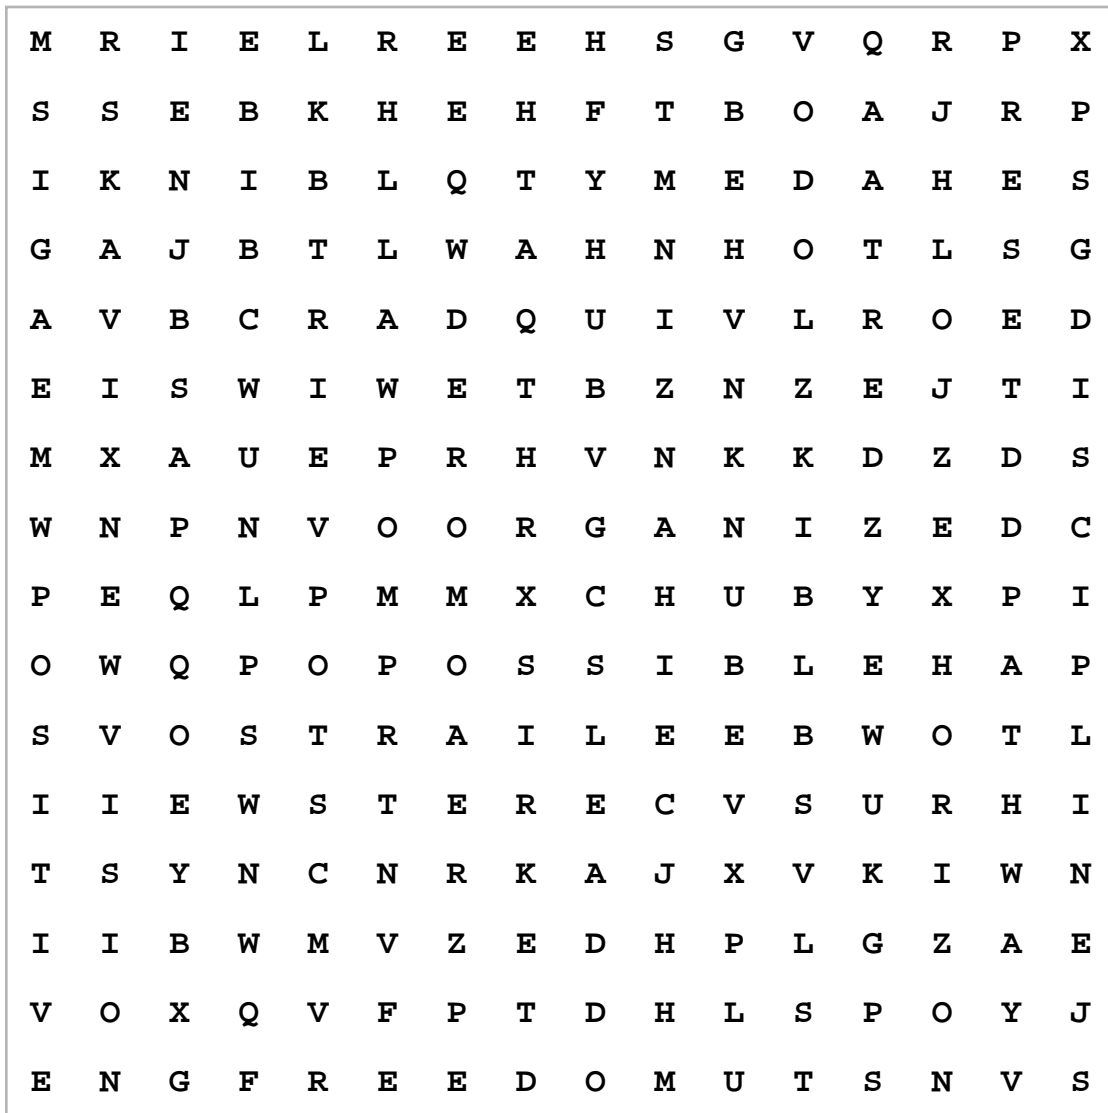 M R I E L R E E H S G V Q R P X
S S E B K H E H F T B O A J R P
I K N I B L Q T Y M E D A H E S
G A J B T L W A H N H O T L S G
A V B C R A D Q U I V L R O E D
E I S W I W E T B Z N Z E J T I
M X A U E P R H V N K K D Z D S
W N P N V O O R G A N I Z E D C
P E Q L P M M X C H U B Y X P I
O W Q P O P O S S I B L E H A P
S V O S T R A I L E E B W O T L
I I E W S T E R E C V S U R H I
T S Y N C N R K A J X V K I W N
I I B W M V Z E D H P L G Z A E
V O X Q V F P T D H L S P O Y J
E N G F R E E D O M U T S N V S